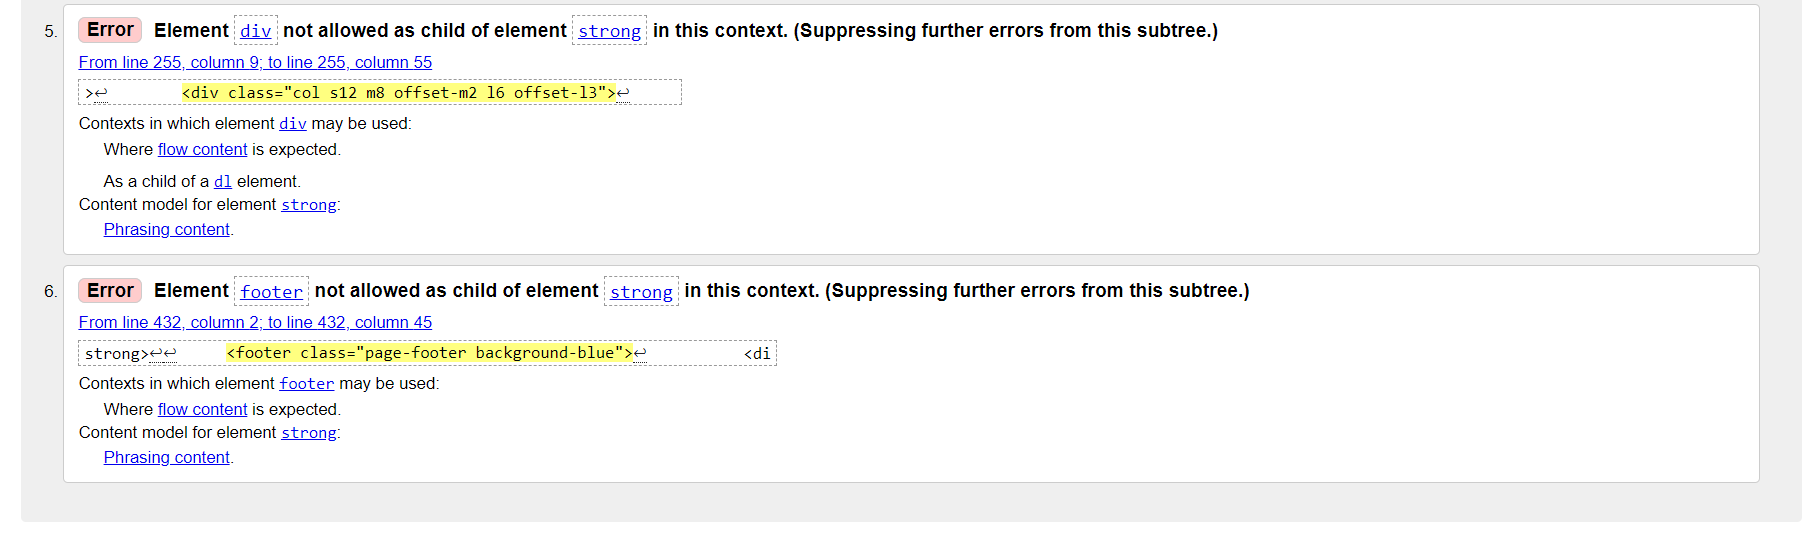 5. Error Element div not allowed as child of element strong in this context. (Suppressing further errors from this subtree.)
From line 255, column 9; to line 255, column 55
>↩ <div class="col s12 m8 offset-m2 l6 offset-l3">↩
Contexts in which element div may be used:
Where flow content is expected.
As a child of a dl element.
Content model for element strong:
Phrasing content.
6. Error Element footer not allowed as child of element strong in this context. (Suppressing further errors from this subtree.)
From line 432, column 2; to line 432, column 45
strong>↩↩ <footer class="page-footer background-blue">↩ <di
Contexts in which element footer may be used:
Where flow content is expected.
Content model for element strong:
Phrasing content.